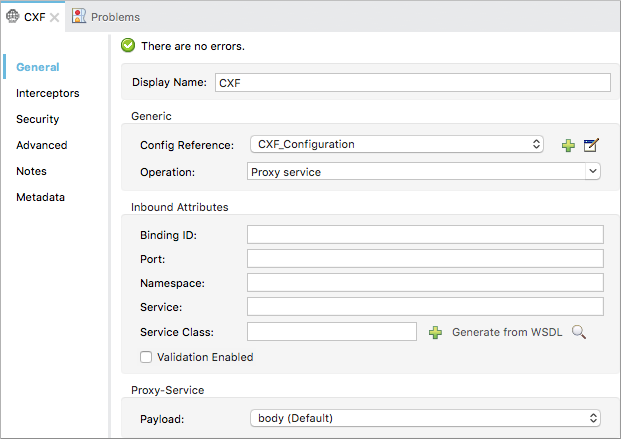 CXF Problems
There are no errors.
General
Interceptors
Security
Advanced
Notes
Metadata
Display Name: CXF
Generic
Config Reference: CXF_Configuration
Operation: Proxy service
Inbound Attributes
Binding ID:
Port:
Namespace:
Service:
Service Class: Generate from WSDL
Validation Enabled
Proxy-Service
Payload: body (Default)